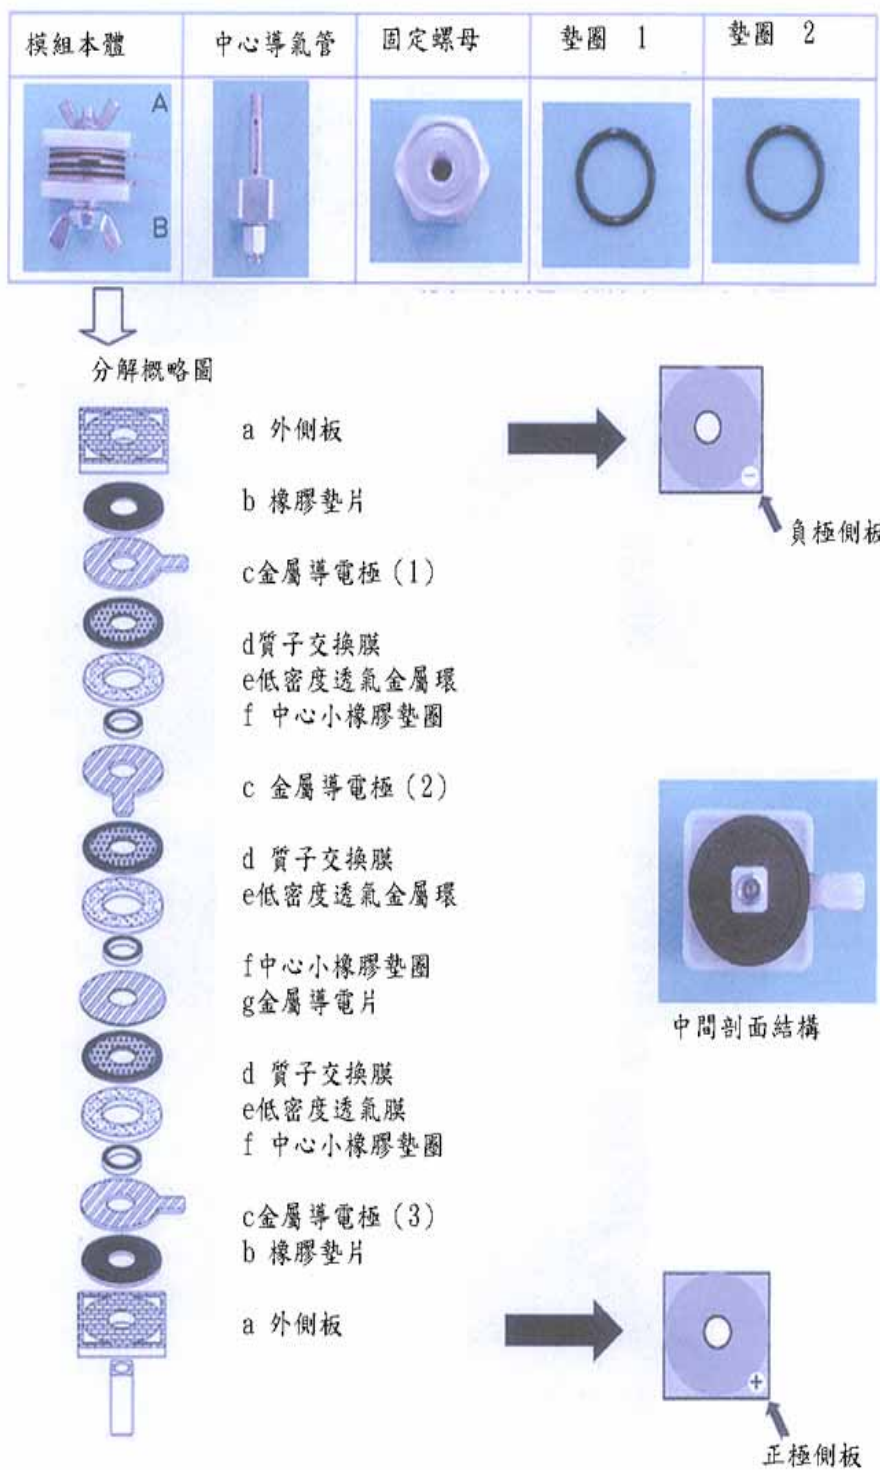 模組本體 中心導氣管 固定螺母 墊圈 1 墊圈 2
A
B
分解概略圖
a 外側板
b 橡膠墊片
負極側板
c金屬導電極(1)
d質子交換膜
e低密度透氣金屬環
f 中心小橡膠墊圈
c 金屬導電極(2)
d 質子交換膜
e低密度透氣金屬環
f中心小橡膠墊圈
g金屬導電片
中間剖面結構
d 質子交換膜
e低密度透氣膜
f 中心小橡膠墊圈
c金屬導電極(3)
b 橡膠墊片
a 外側板
+
正極側板